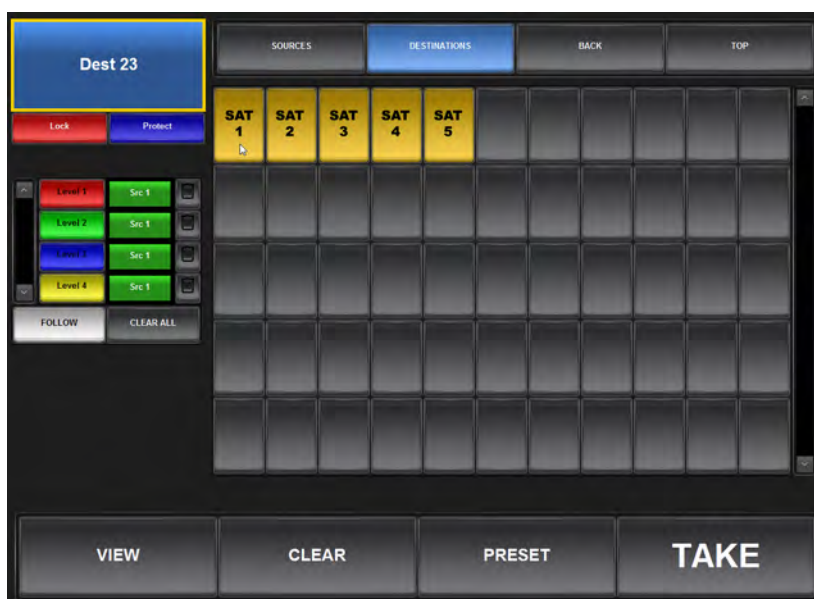 Dest 23
SOURCES
DESTINATIONS
BACK
TOP
Lock
Protect
SAT
1
SAT
2
SAT
3
SAT
4
SAT
5
Level 1
Src 1
Level 2
Src 1
Level 3
Src 1
Level 4
Src 1
FOLLOW
CLEAR ALL
VIEW
CLEAR
PRESET
TAKE